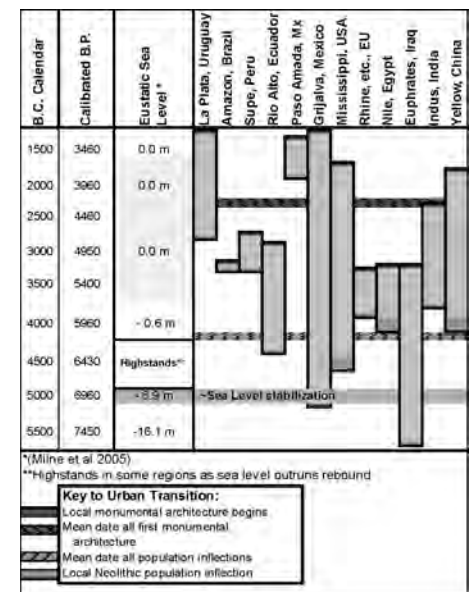 B.C. Calendar
Calibrated B.P.
Eustatic Sea
Level *
La Plata, Uruguay
Amazon, Brazil
Supe, Peru
Rio Alto, Ecuador
Paso Amada, Mx
Grijalva, Mexico
Mississippi, USA
Rhine, etc., EU
Nile, Egypt
Euphrates, Iraq
Indus, India
Yellow, China
1500 3460 0.0 m
2000 3960 0.0 m
2500 4460
3000 4950 0.0 m
3500 5400
4000 5960 - 0.6 m
4500 6430 Highstands**
5000 6960 - 8.9 m ~Sea Level stabilization
5500 7450 -16.1 m
*(Milne et al 2005)
**Highstands in some regions as sea level outruns rebound
Key to Urban Transition:
Local monumental architecture begins
Mean date all first monumental
architecture
Mean date all population inflections
Local Neolithic population inflection